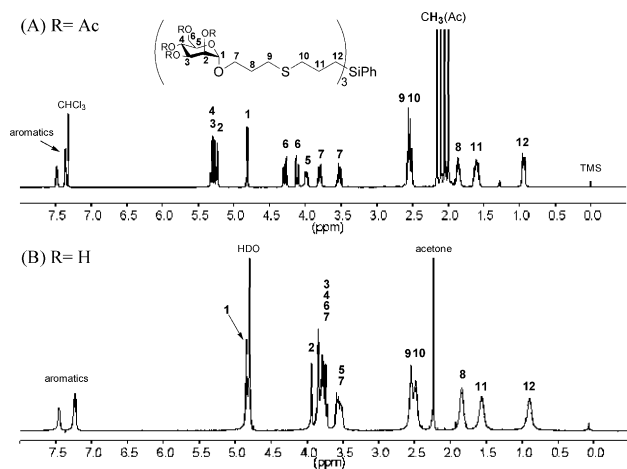 (A) R= Ac
RO OR
6
RO 4 5
RO 3 2 1
O 7 8 9 S 10 11 12 SiPh
3
CH3(Ac)
CHCl3
aromatics
4
3 2
1
6 6 5 7 7
9 10
8 11 12
TMS
7.5 7.0 6.5 6.0 5.5 5.0 4.5 4.0 3.5 3.0 2.5 2.0 1.5 1.0 0.5 0.0
(ppm)
(B) R= H
HDO
acetone
1
3
4
6
7
2
5
7
9 10
8 11 12
aromatics
7.5 7.0 6.5 6.0 5.5 5.0 4.5 4.0 3.5 3.0 2.5 2.0 1.5 1.0 0.5 0.0
(ppm)